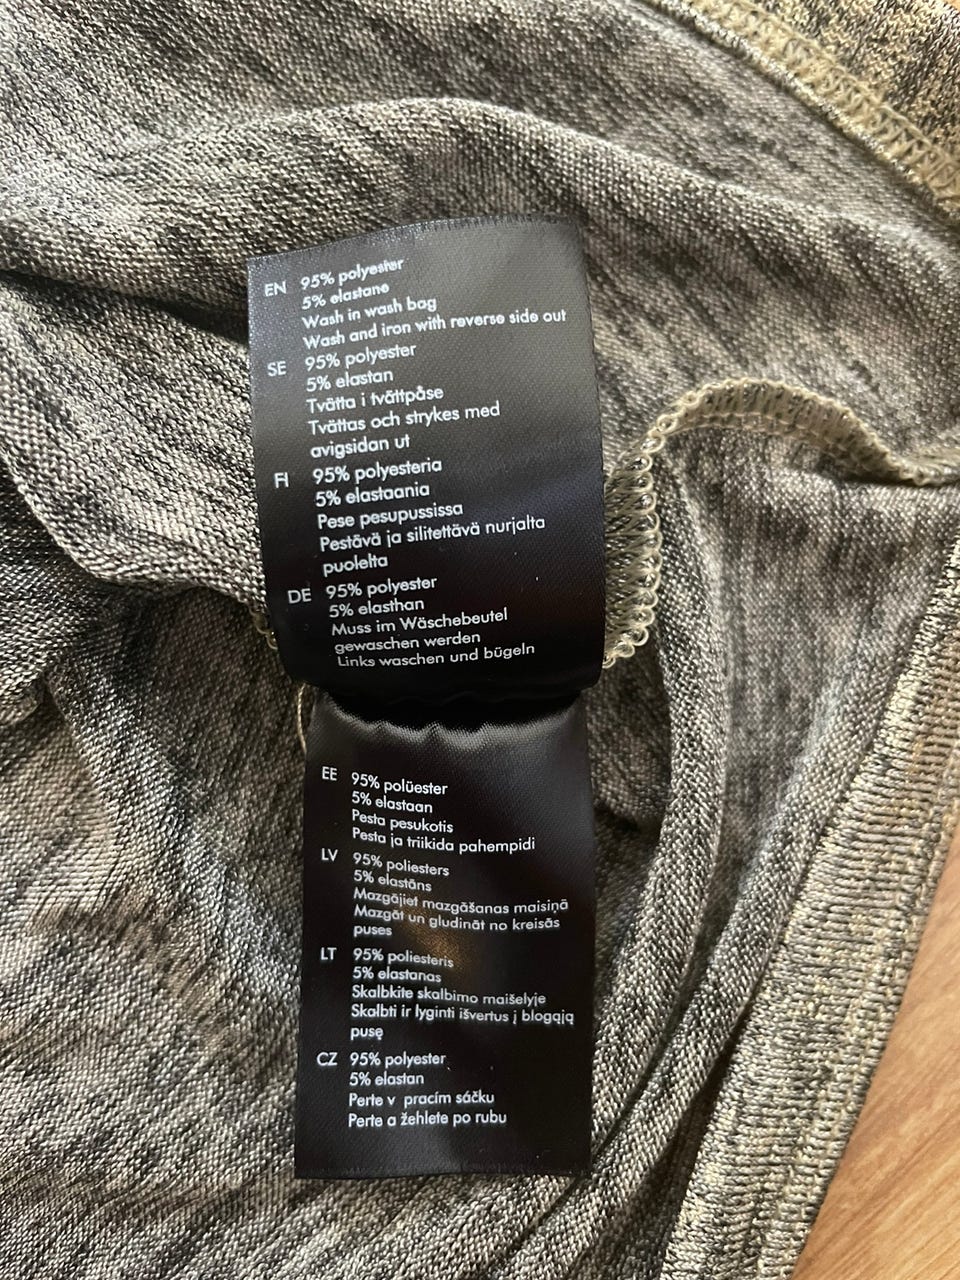 EN 95% polyester
5% elastane
Wash in wash bag
Wash and iron with reverse side out
SE 95% polyester
5% elastan
Tvätta i tvättpåse
Tvättas och strykes med
avigsidan ut
FI 95% polyesteria
5% elastaania
Pese pesupussissa
Pestävä ja silitettävä nurjalta
puolelta
DE 95% polyester
5% elasthan
Muss im Wäschebeutel
gewaschen werden
Links waschen und bügeln
EE 95% polüester
5% elastaan
Pesta pesukotis
Pesta ja triikida pahempidi
LV 95% poliesters
5% elastāns
Mazgājiet mazgāšanas maisiņā
Mazgāt un gludināt no kreisās
puses
LT 95% poliesteris
5% elastanas
Skalbkite skalbimo maišelyje
Skalbti ir lyginti išvertus į blogąją
pusę
CZ 95% polyester
5% elastan
Perte v pracím sáčku
Perte a žehlete po rubu